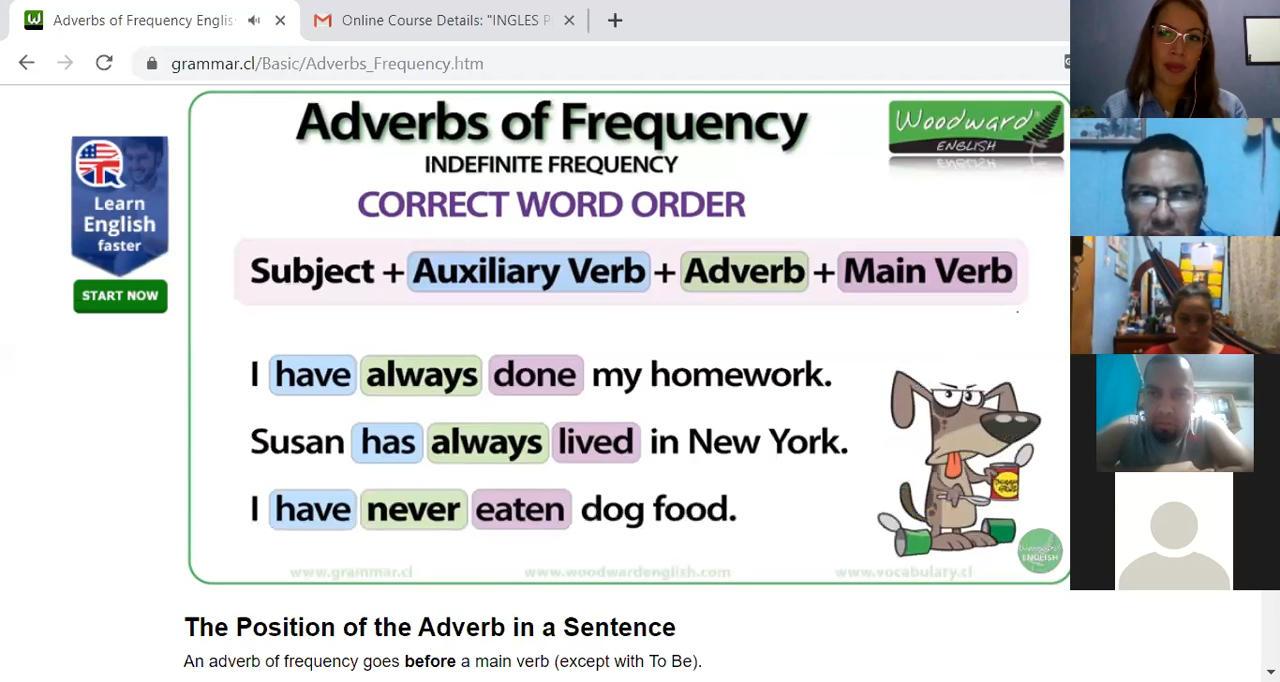 Adverbs of Frequency Englis
Online Course Details: "INGLES P
grammar.cl/Basic/Adverbs_Frequency.htm
Adverbs of Frequency
INDEFINITE FREQUENCY
CORRECT WORD ORDER
Woodward
ENGLISH
Learn
English
faster
START NOW
Subject + Auxiliary Verb + Adverb + Main Verb
I have always done my homework.
Susan has always lived in New York.
I have never eaten dog food.
ENGLISH
www.grammar.cl www.woodwardenglish.com www.vocabulary.cl
The Position of the Adverb in a Sentence
An adverb of frequency goes before a main verb (except with To Be).